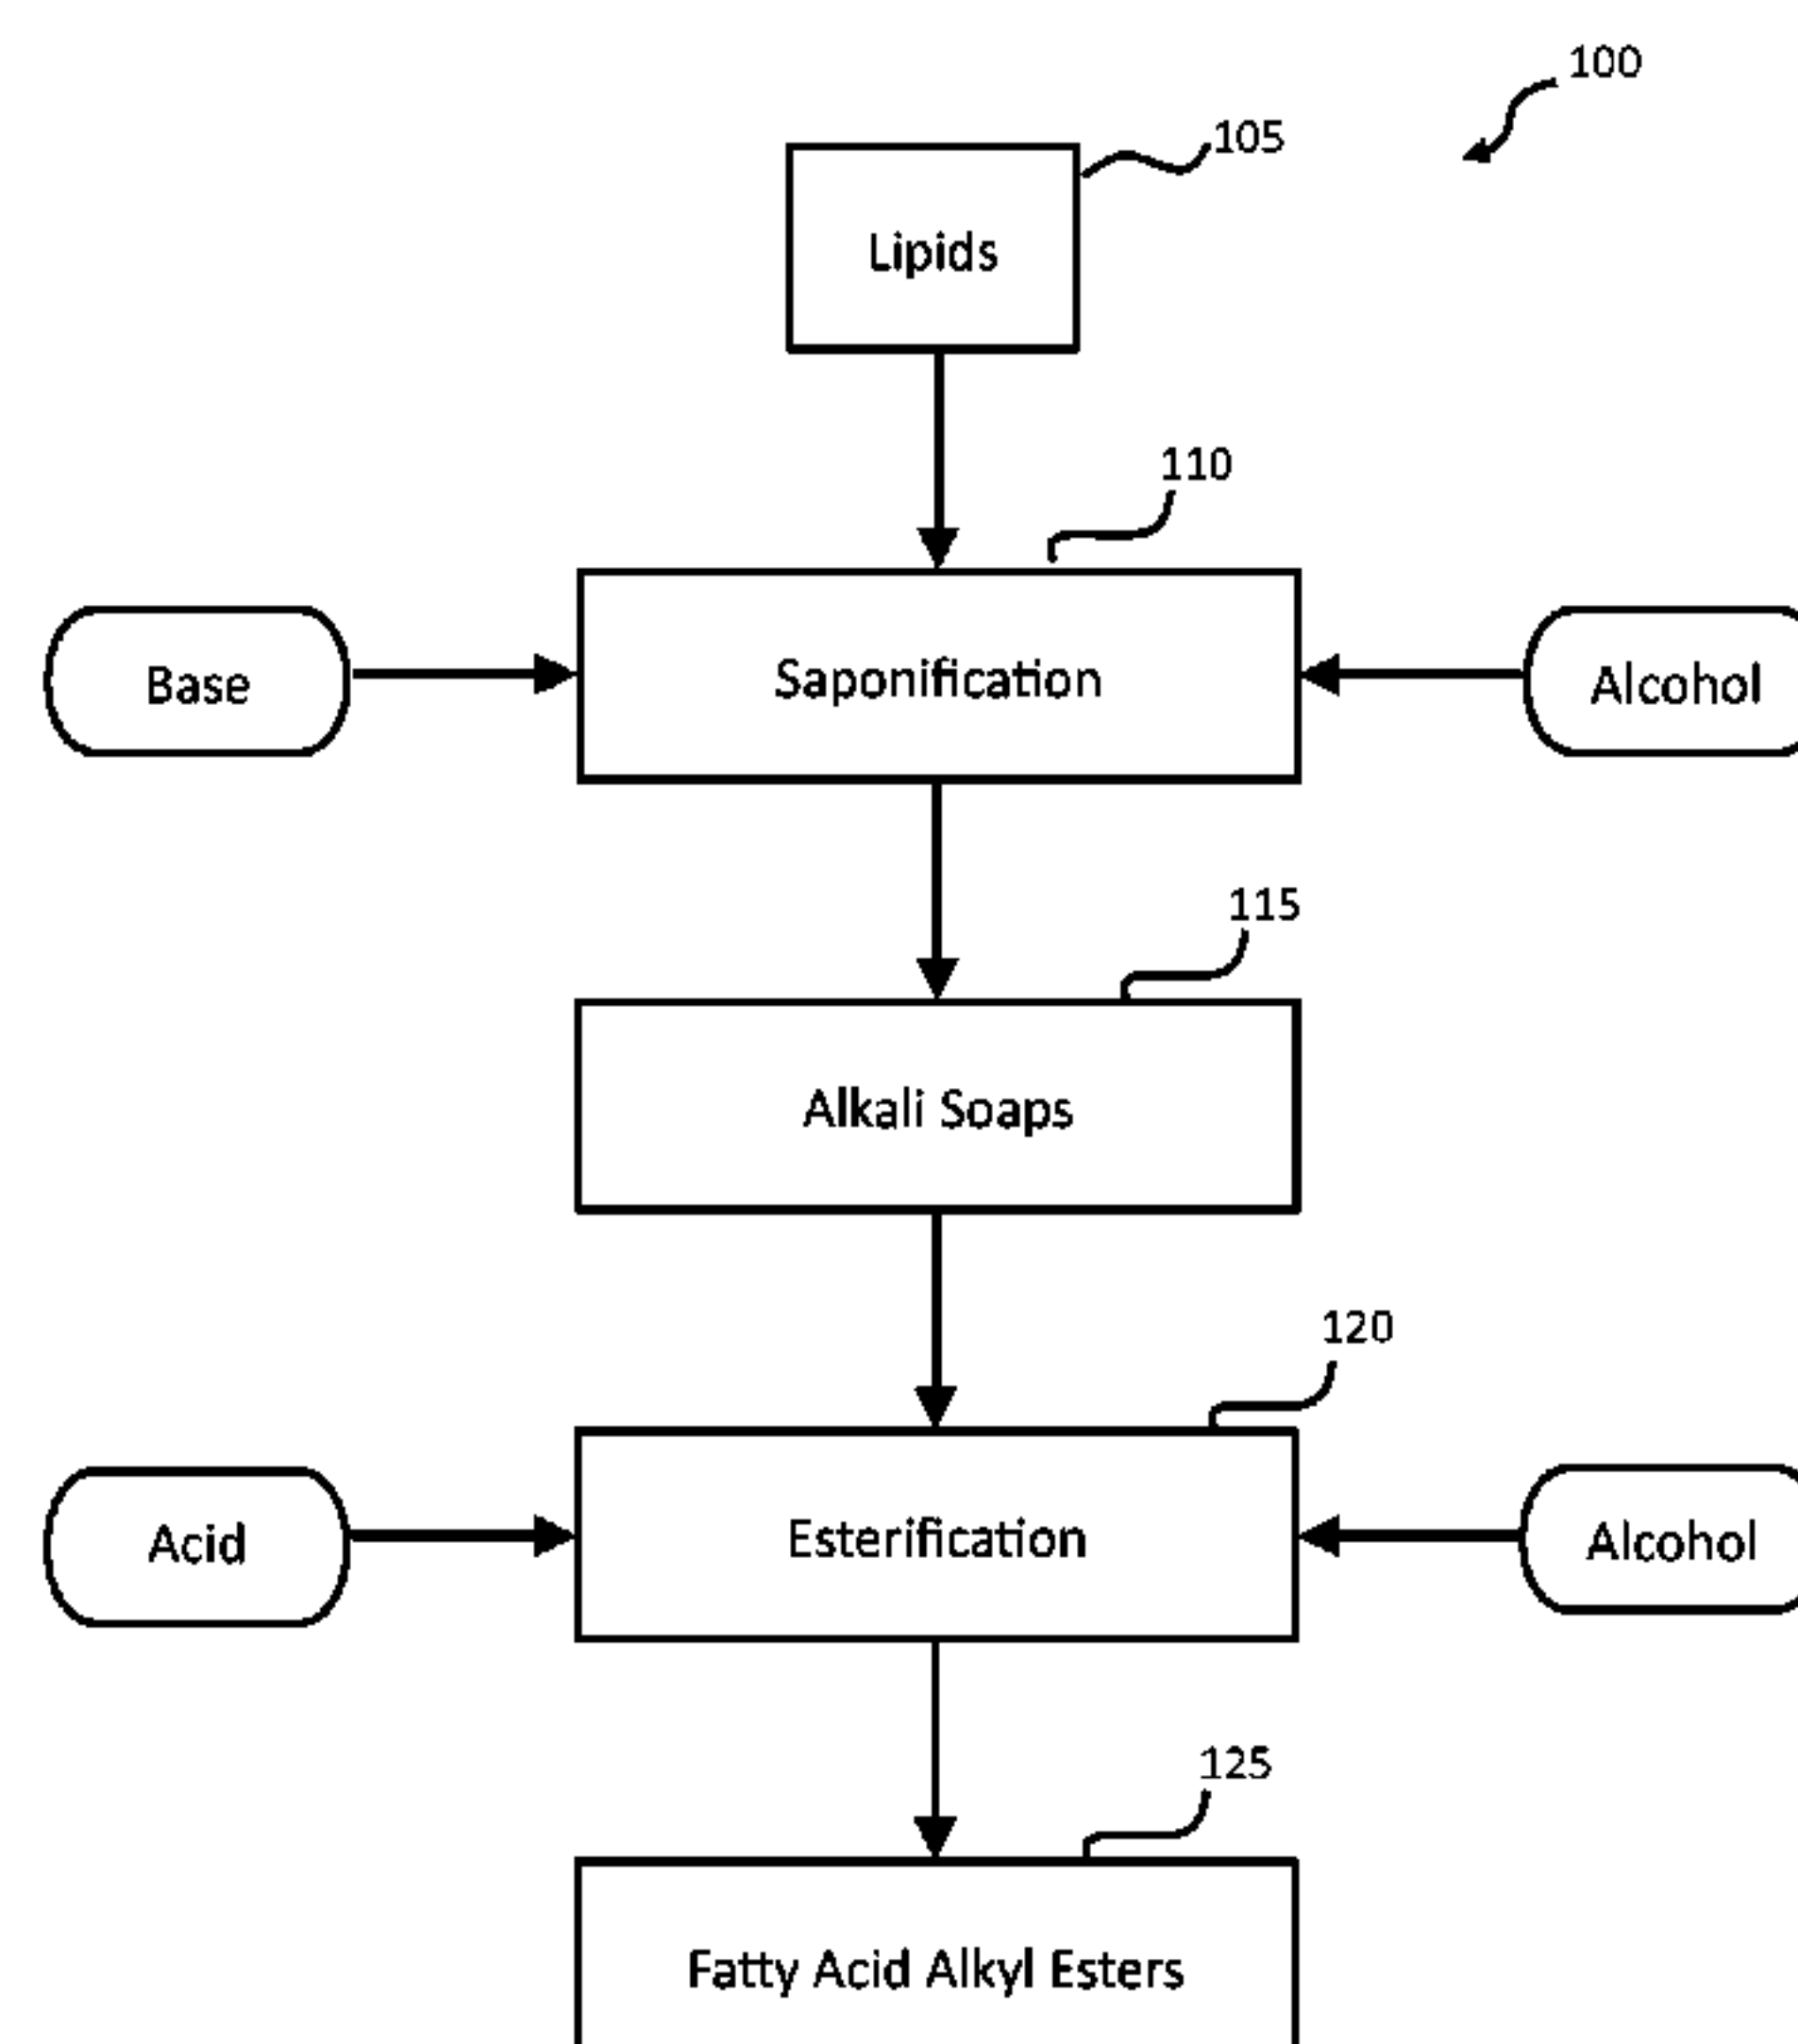 100
105
Lipids
110
Base
Saponification
Alcohol
115
Alkali Soaps
120
Acid
Esterification
Alcohol
125
Fatty Acid Alkyl Esters